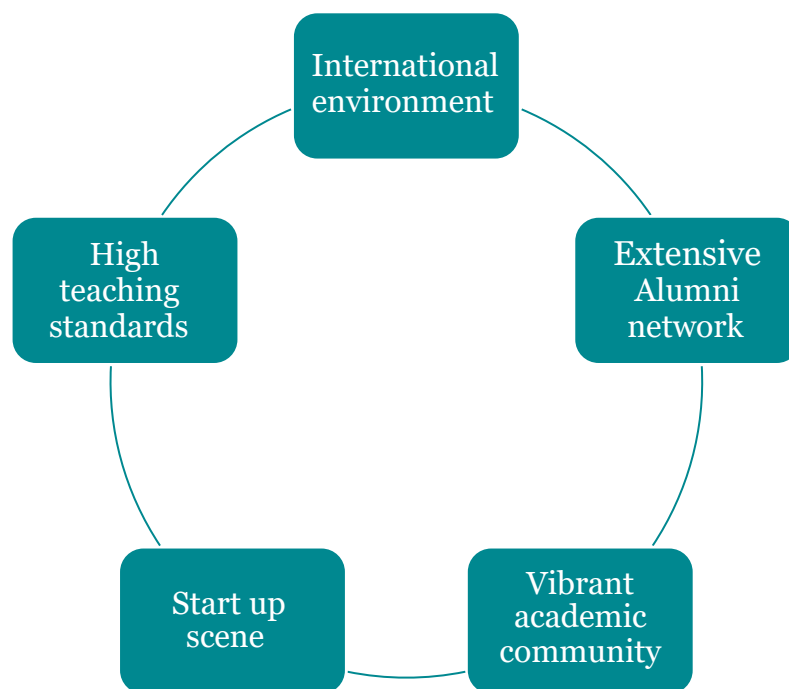 International
environment
Extensive
Alumni
network
Vibrant
academic
community
Start up
scene
High
teaching
standards